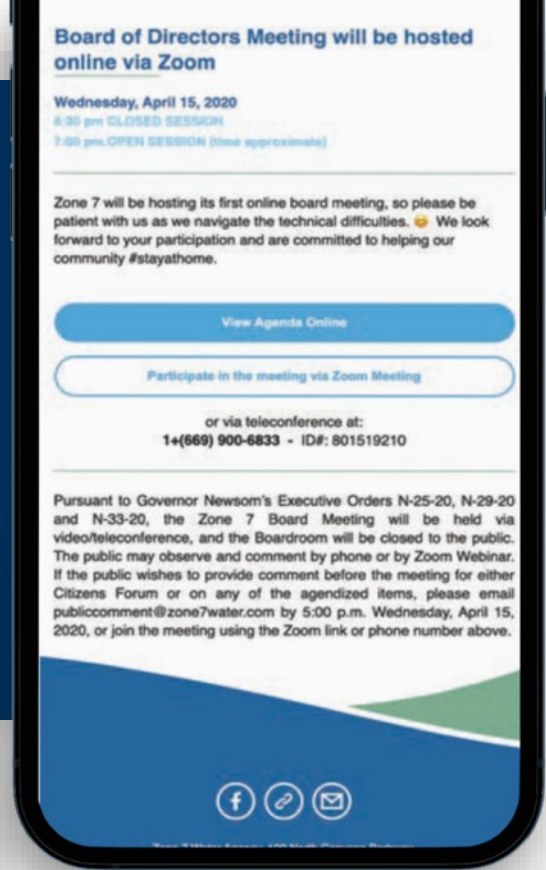 Board of Directors Meeting will be hosted
online via Zoom
Wednesday, April 15, 2020
6:30 pm CLOSED SESSION
7:00 pm OPEN SESSION (time approximate)
Zone 7 will be hosting its first online board meeting, so please be
patient with us as we navigate the technical difficulties. 😊 We look
forward to your participation and are committed to helping our
community #stayathome.
View Agenda Online
Participate in the meeting via Zoom Meeting
or via teleconference at:
1+(669) 900-6833 - ID#: 801519210
Pursuant to Governor Newsom's Executive Orders N-25-20, N-29-20
and N-33-20, the Zone 7 Board Meeting will be held via
video/teleconference, and the Boardroom will be closed to the public.
The public may observe and comment by phone or by Zoom Webinar.
If the public wishes to provide comment before the meeting for either
Citizens Forum or on any of the agendized items, please email
publiccomment@zone7water.com by 5:00 p.m. Wednesday, April 15,
2020, or join the meeting using the Zoom link or phone number above.